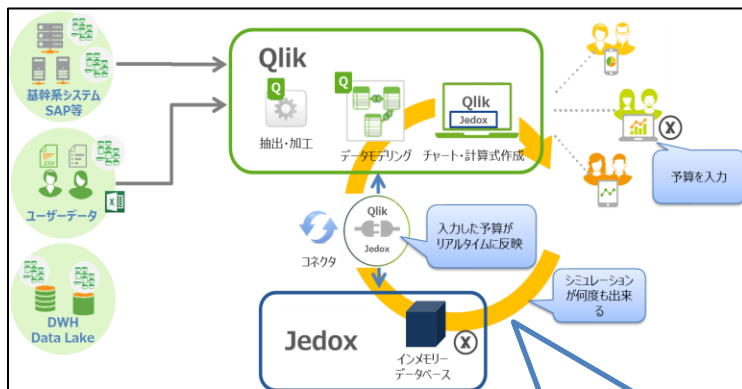 基幹系システム
SAP等
CSV
ユーザーデータ
X
DWH
Data Lake
Qlik
Q
抽出・加工
Q
データモデリング
Qlik
Jedox
チャート・計算式作成
X
予算を入力
コネクタ
Qlik
Jedox
入力した予算が
リアルタイムに反映
シミュレーション
が何度も出来
る
Jedox
インメモリー
データベース
X